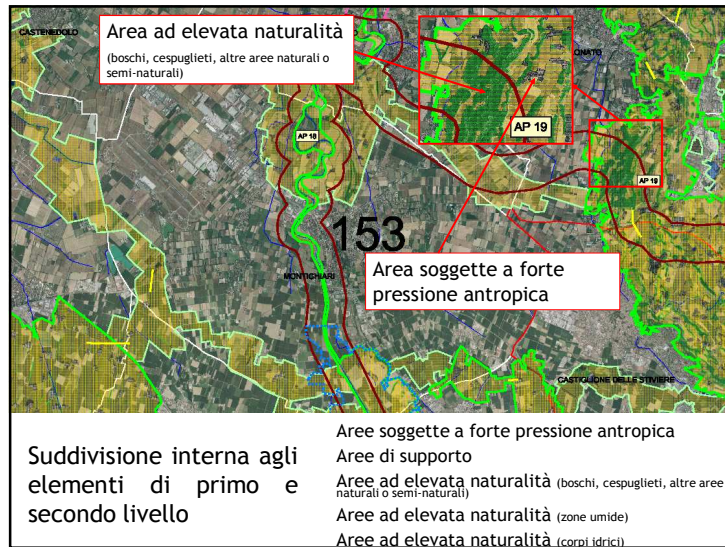 CASTENEDOLO
Area ad elevata naturalità
(boschi, cespuglieti, altre aree naturali o
semi-naturali)
ONATO
AP 19
AP 18
AP 19
153
MONTICHIARI
Area soggette a forte
pressione antropica
CASTIGLIONE DELLE STIVIERE
Suddivisione interna agli
elementi di primo e
secondo livello
Aree soggette a forte pressione antropica
Aree di supporto
Aree ad elevata naturalità (boschi, cespuglieti, altre aree
naturali o semi-naturali)
Aree ad elevata naturalità (zone umide)
Aree ad elevata naturalità (corpi idrici)